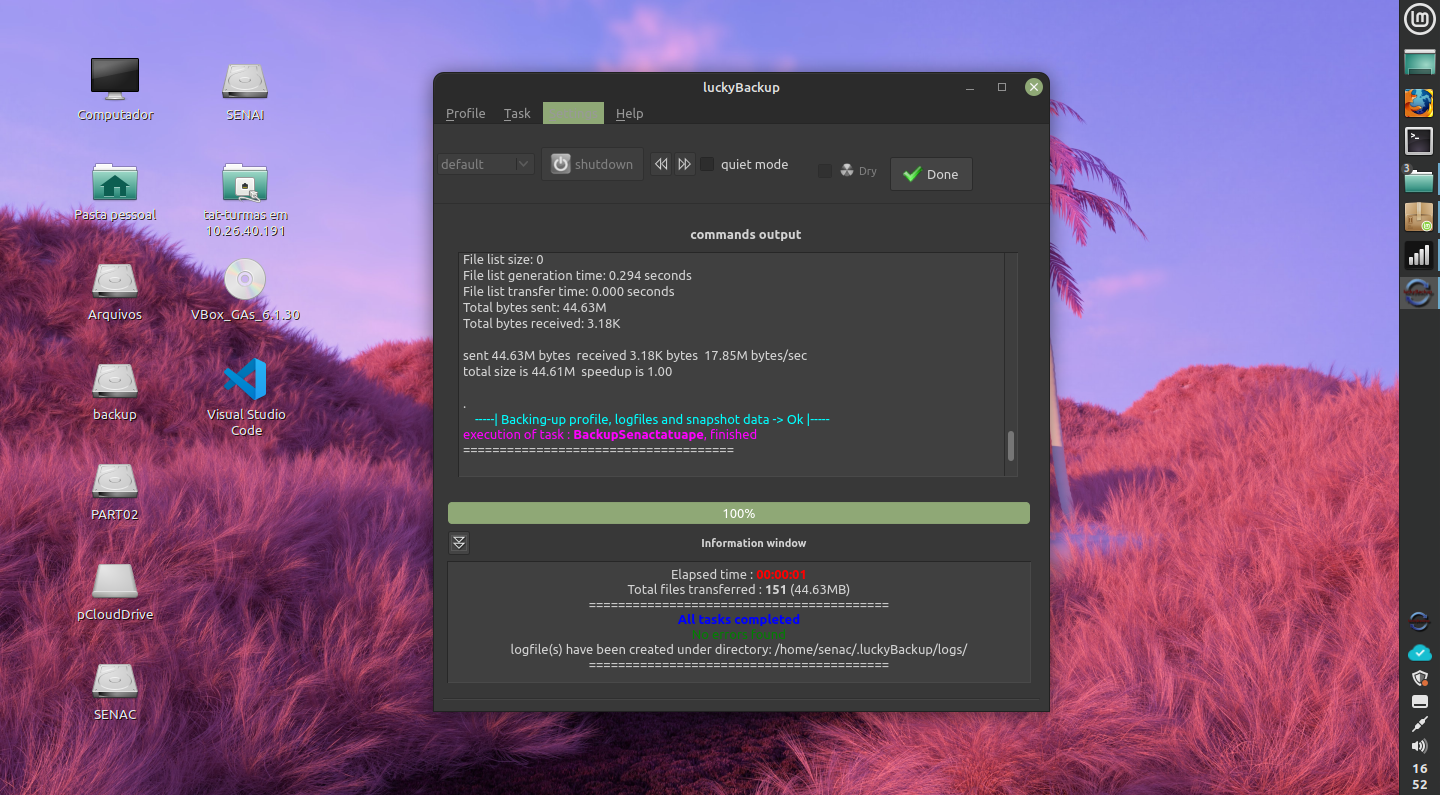 Computador
SENAI
Pasta pessoal
tat-turmas em
10.26.40.191
Arquivos
VBox_GAs_6.1.30
backup
Visual Studio
Code
PART02
pCloudDrive
SENAC
luckyBackup
Profile
Task
Help
default
shutdown
quiet mode
Dry
Done
commands output
File list size: 0
File list generation time: 0.294 seconds
File list transfer time: 0.000 seconds
Total bytes sent: 44.63M
Total bytes received: 3.18K
sent 44.63M bytes  received 3.18K bytes  17.85M bytes/sec
total size is 44.61M  speedup is 1.00
.
-----| Backing-up profile, logfiles and snapshot data -> Ok |-----
execution of task : BackupSenactatuape, finished
=====================================
100%
Information window
Elapsed time : 00:00:01
Total files transferred : 151 (44.63MB)
=========================================
All tasks completed
No errors found
logfile(s) have been created under directory: /home/senac/.luckyBackup/logs/
=========================================
3
16
52